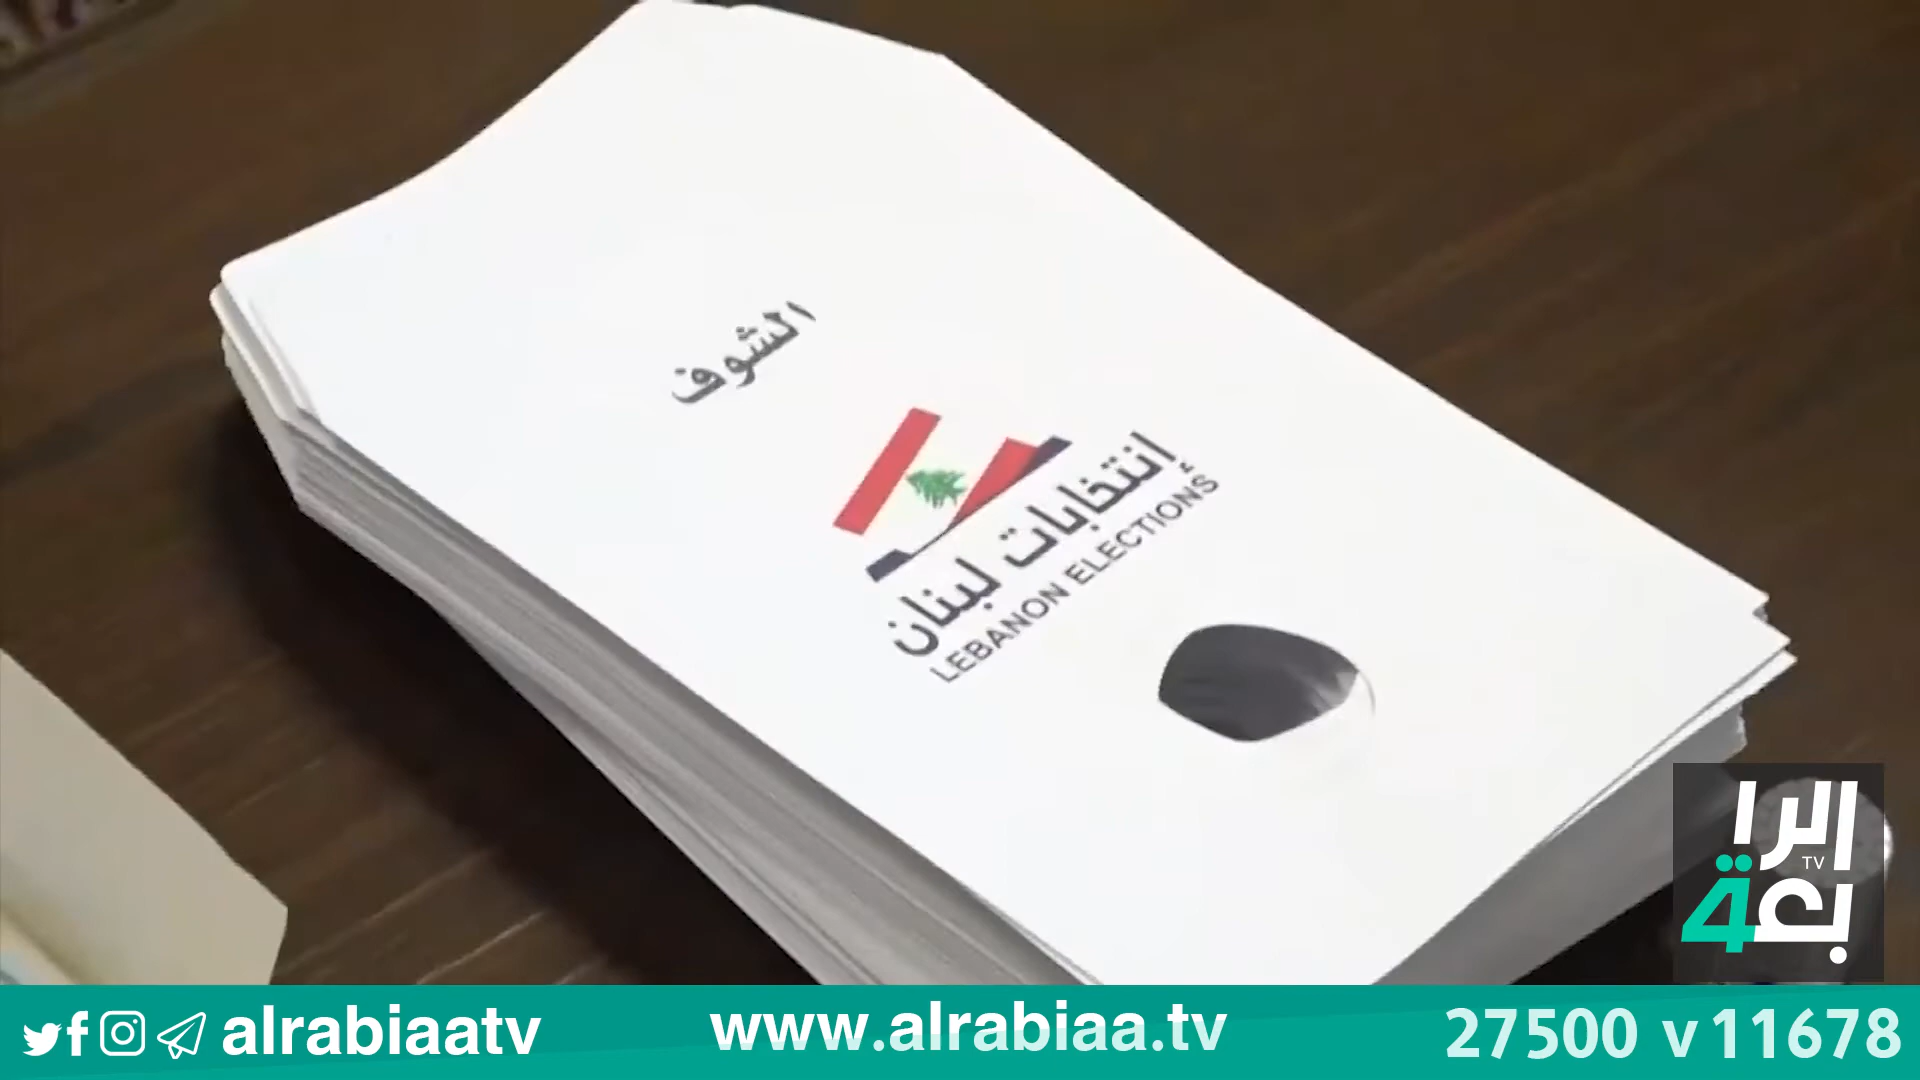 الشوف
إنتخابات لبنان
LEBANON ELECTIONS
الرا
TV
بعة
4
alrabiaatv
www.alrabiaa.tv
27500 v 11678